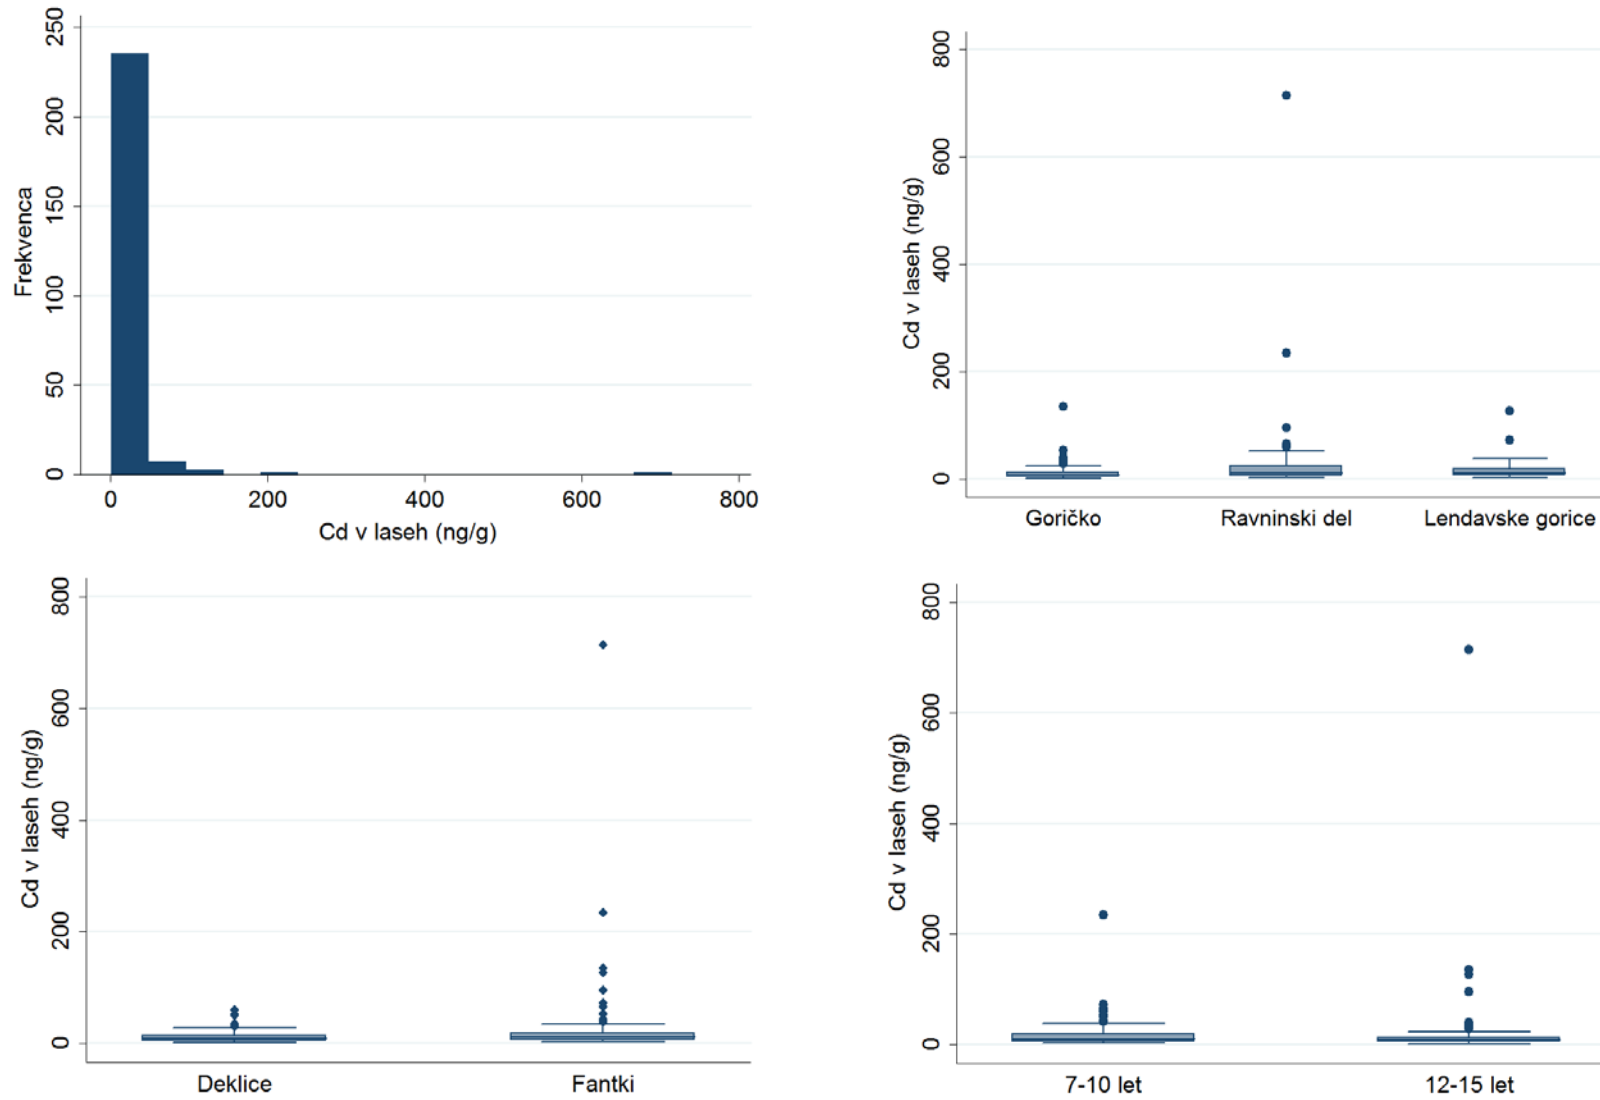 250
200
150
100
50
0
Frekvenca
0 200 400 600 800
Cd v laseh (ng/g)
800
600
400
200
0
Cd v laseh (ng/g)
Goričko Ravninski del Lendavske gorice
800
600
400
200
0
Cd v laseh (ng/g)
Deklice Fantki
800
600
400
200
0
Cd v laseh (ng/g)
7-10 let 12-15 let